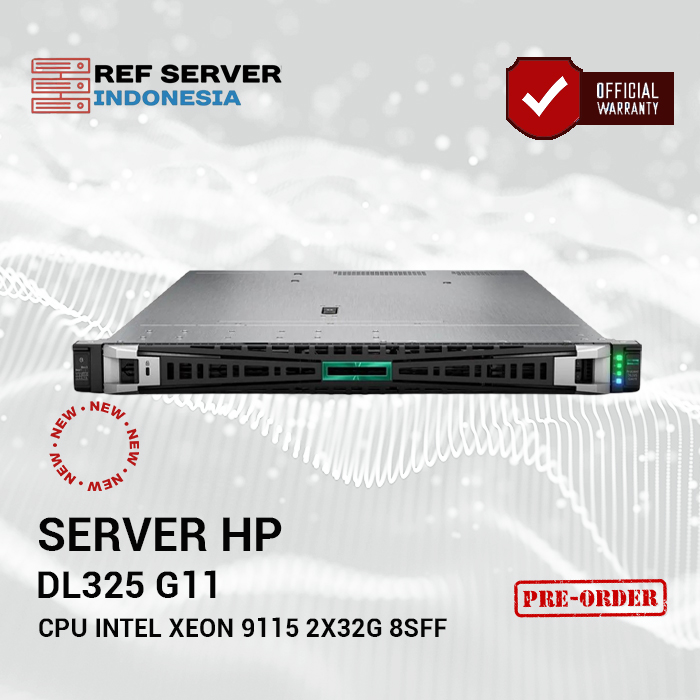 REF SERVER
INDONESIA
OFFICIAL
WARRANTY
NEW • NEW • NEW • NEW • NEW •
SERVER HP
DL325 G11
CPU INTEL XEON 9115 2X32G 8SFF
PRE-ORDER